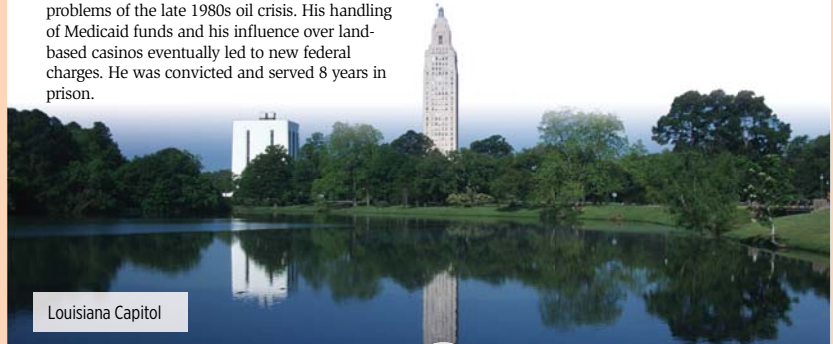 problems of the late 1980s oil crisis. His handling
of Medicaid funds and his influence over land-
based casinos eventually led to new federal
charges. He was convicted and served 8 years in
prison.
Louisiana Capitol